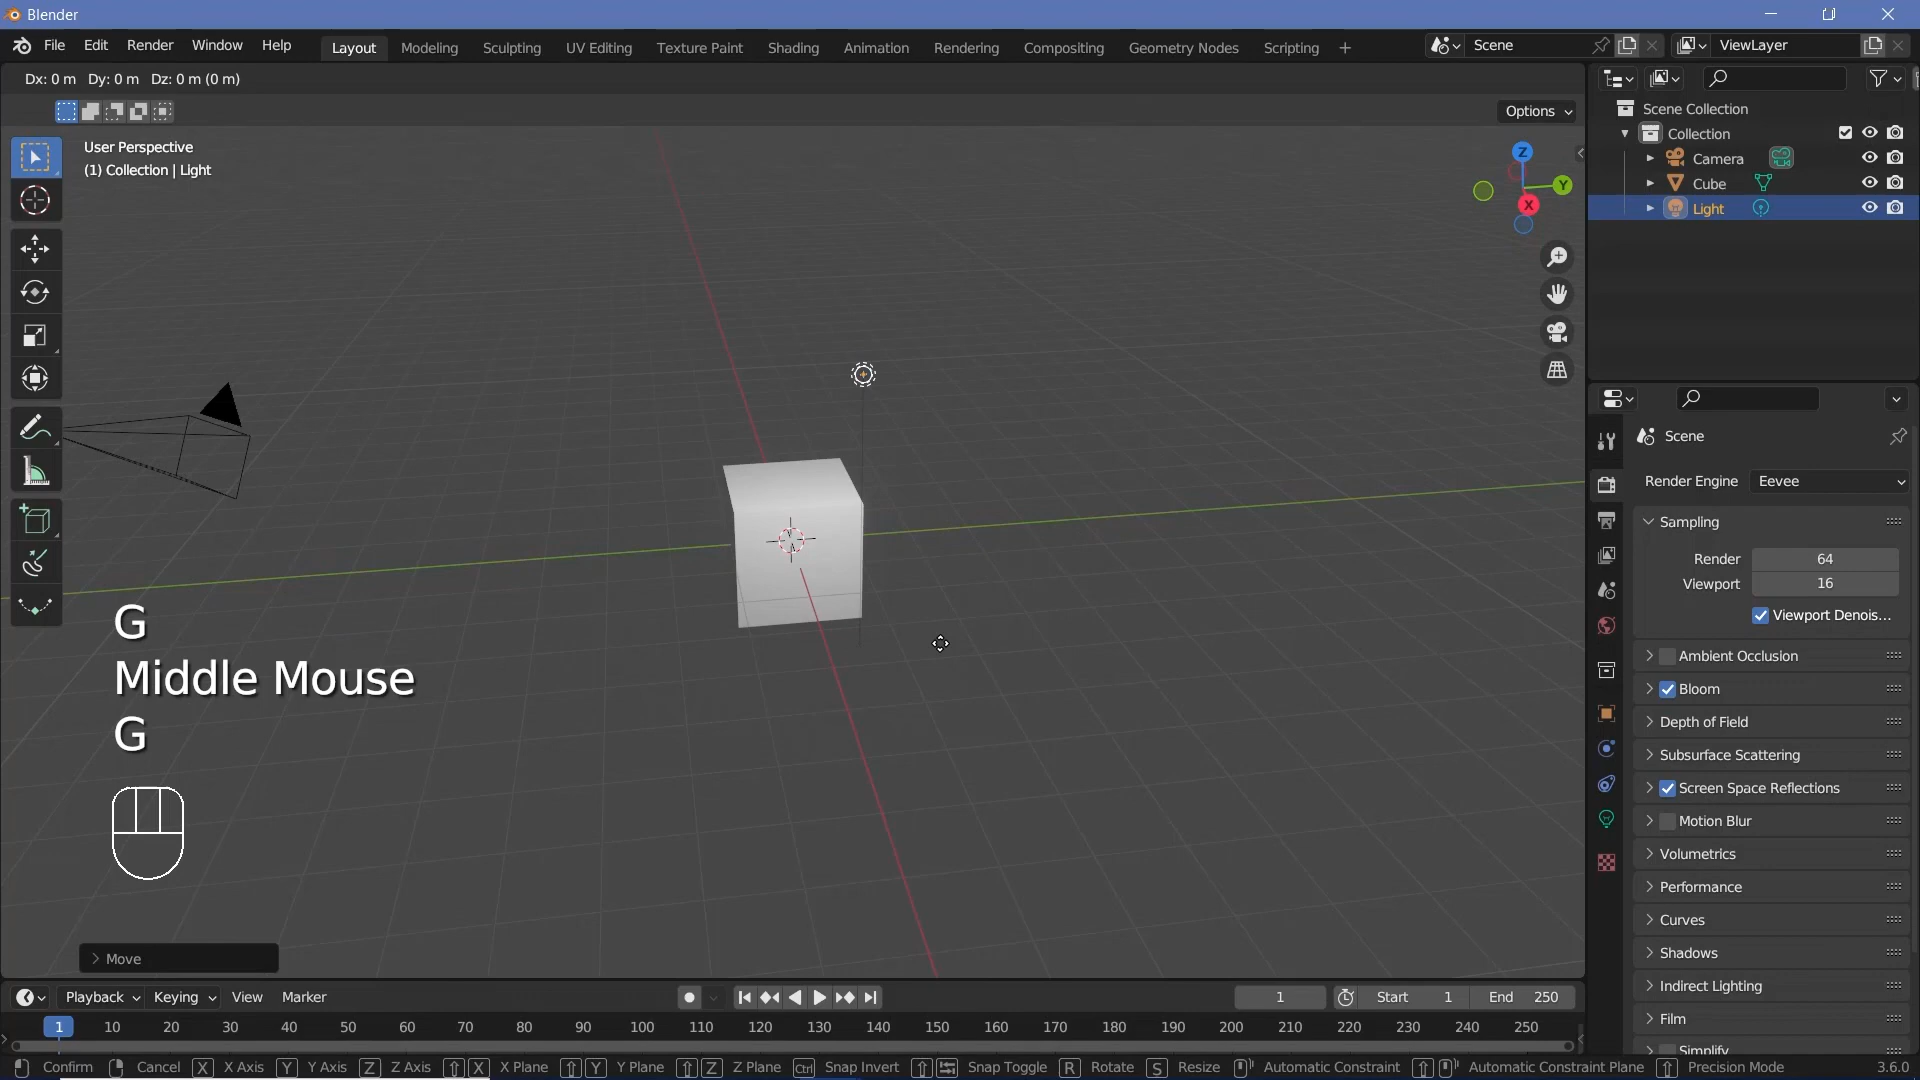 Blender
File Edit Render Window Help
Layout Modeling Sculpting UV Editing Texture Paint Shading Animation Rendering Compositing Geometry Nodes Scripting
Scene
ViewLayer
Dx: 0 m Dy: 0 m Dz: 0 m (0 m)
Options
User Perspective
(1) Collection | Light
Z
Y
X
Scene Collection
Collection
Camera
Cube
Light
Scene
Render Engine Eevee
Sampling
Render 64
Viewport 16
Viewport Denois...
Ambient Occlusion
Bloom
Depth of Field
Subsurface Scattering
Screen Space Reflections
Motion Blur
Volumetrics
Performance
Curves
Shadows
Indirect Lighting
Film
Simplify
G
Middle Mouse
G
Move
Playback Keying View Marker
1
Start 1
End 250
1 10 20 30 40 50 60 70 80 90 100 110 120 130 140 150 160 170 180 190 200 210 220 230 240 250
Confirm Cancel X X Axis Y Y Axis Z Z Axis X X Plane Y Y Plane Z Z Plane Ctrl Snap Invert Snap Toggle R Rotate S Resize Automatic Constraint Automatic Constraint Plane Precision Mode 3.6.0